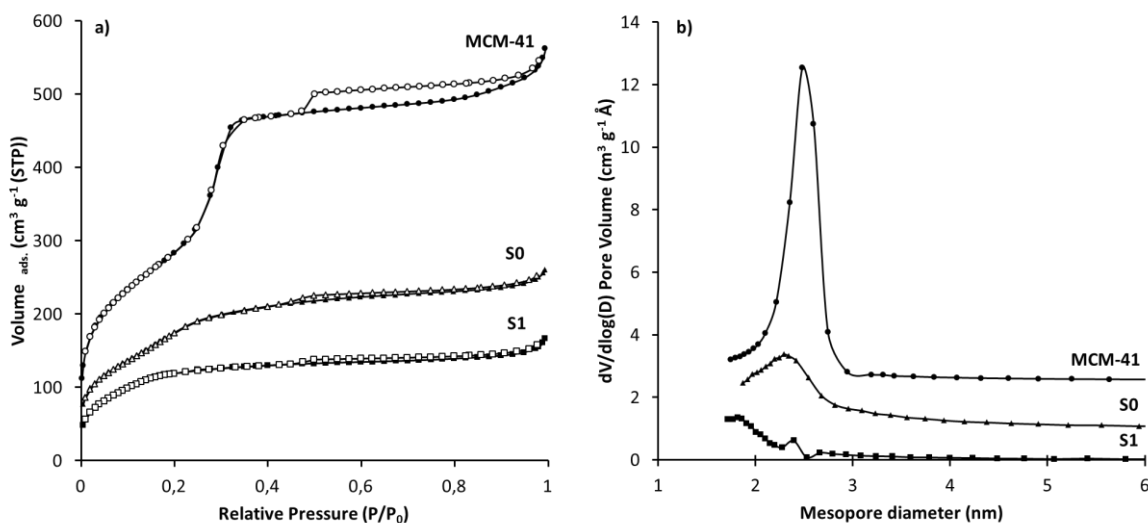 a)
600
500
400
300
200
100
0
0
0,2
0,4
0,6
0,8
1
Volume ads. (cm³ g⁻¹ (STP))
Relative Pressure (P/P₀)
MCM-41
S0
S1
b)
14
12
10
8
6
4
2
0
1
2
3
4
5
6
dV/dlog(D) Pore Volume (cm³ g⁻¹ Å)
Mesopore diameter (nm)
MCM-41
S0
S1